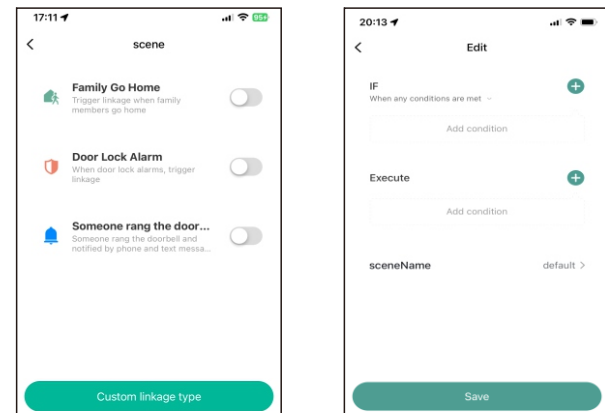 17:11
95+
scene
Family Go Home
Trigger linkage when family
members go home
Door Lock Alarm
When door lock alarms, trigger
linkage
Someone rang the door...
Someone rang the doorbell and
notified by phone and text messa...
Custom linkage type
20:13
Edit
IF
When any conditions are met
Add condition
Execute
Add condition
sceneName
default >
Save